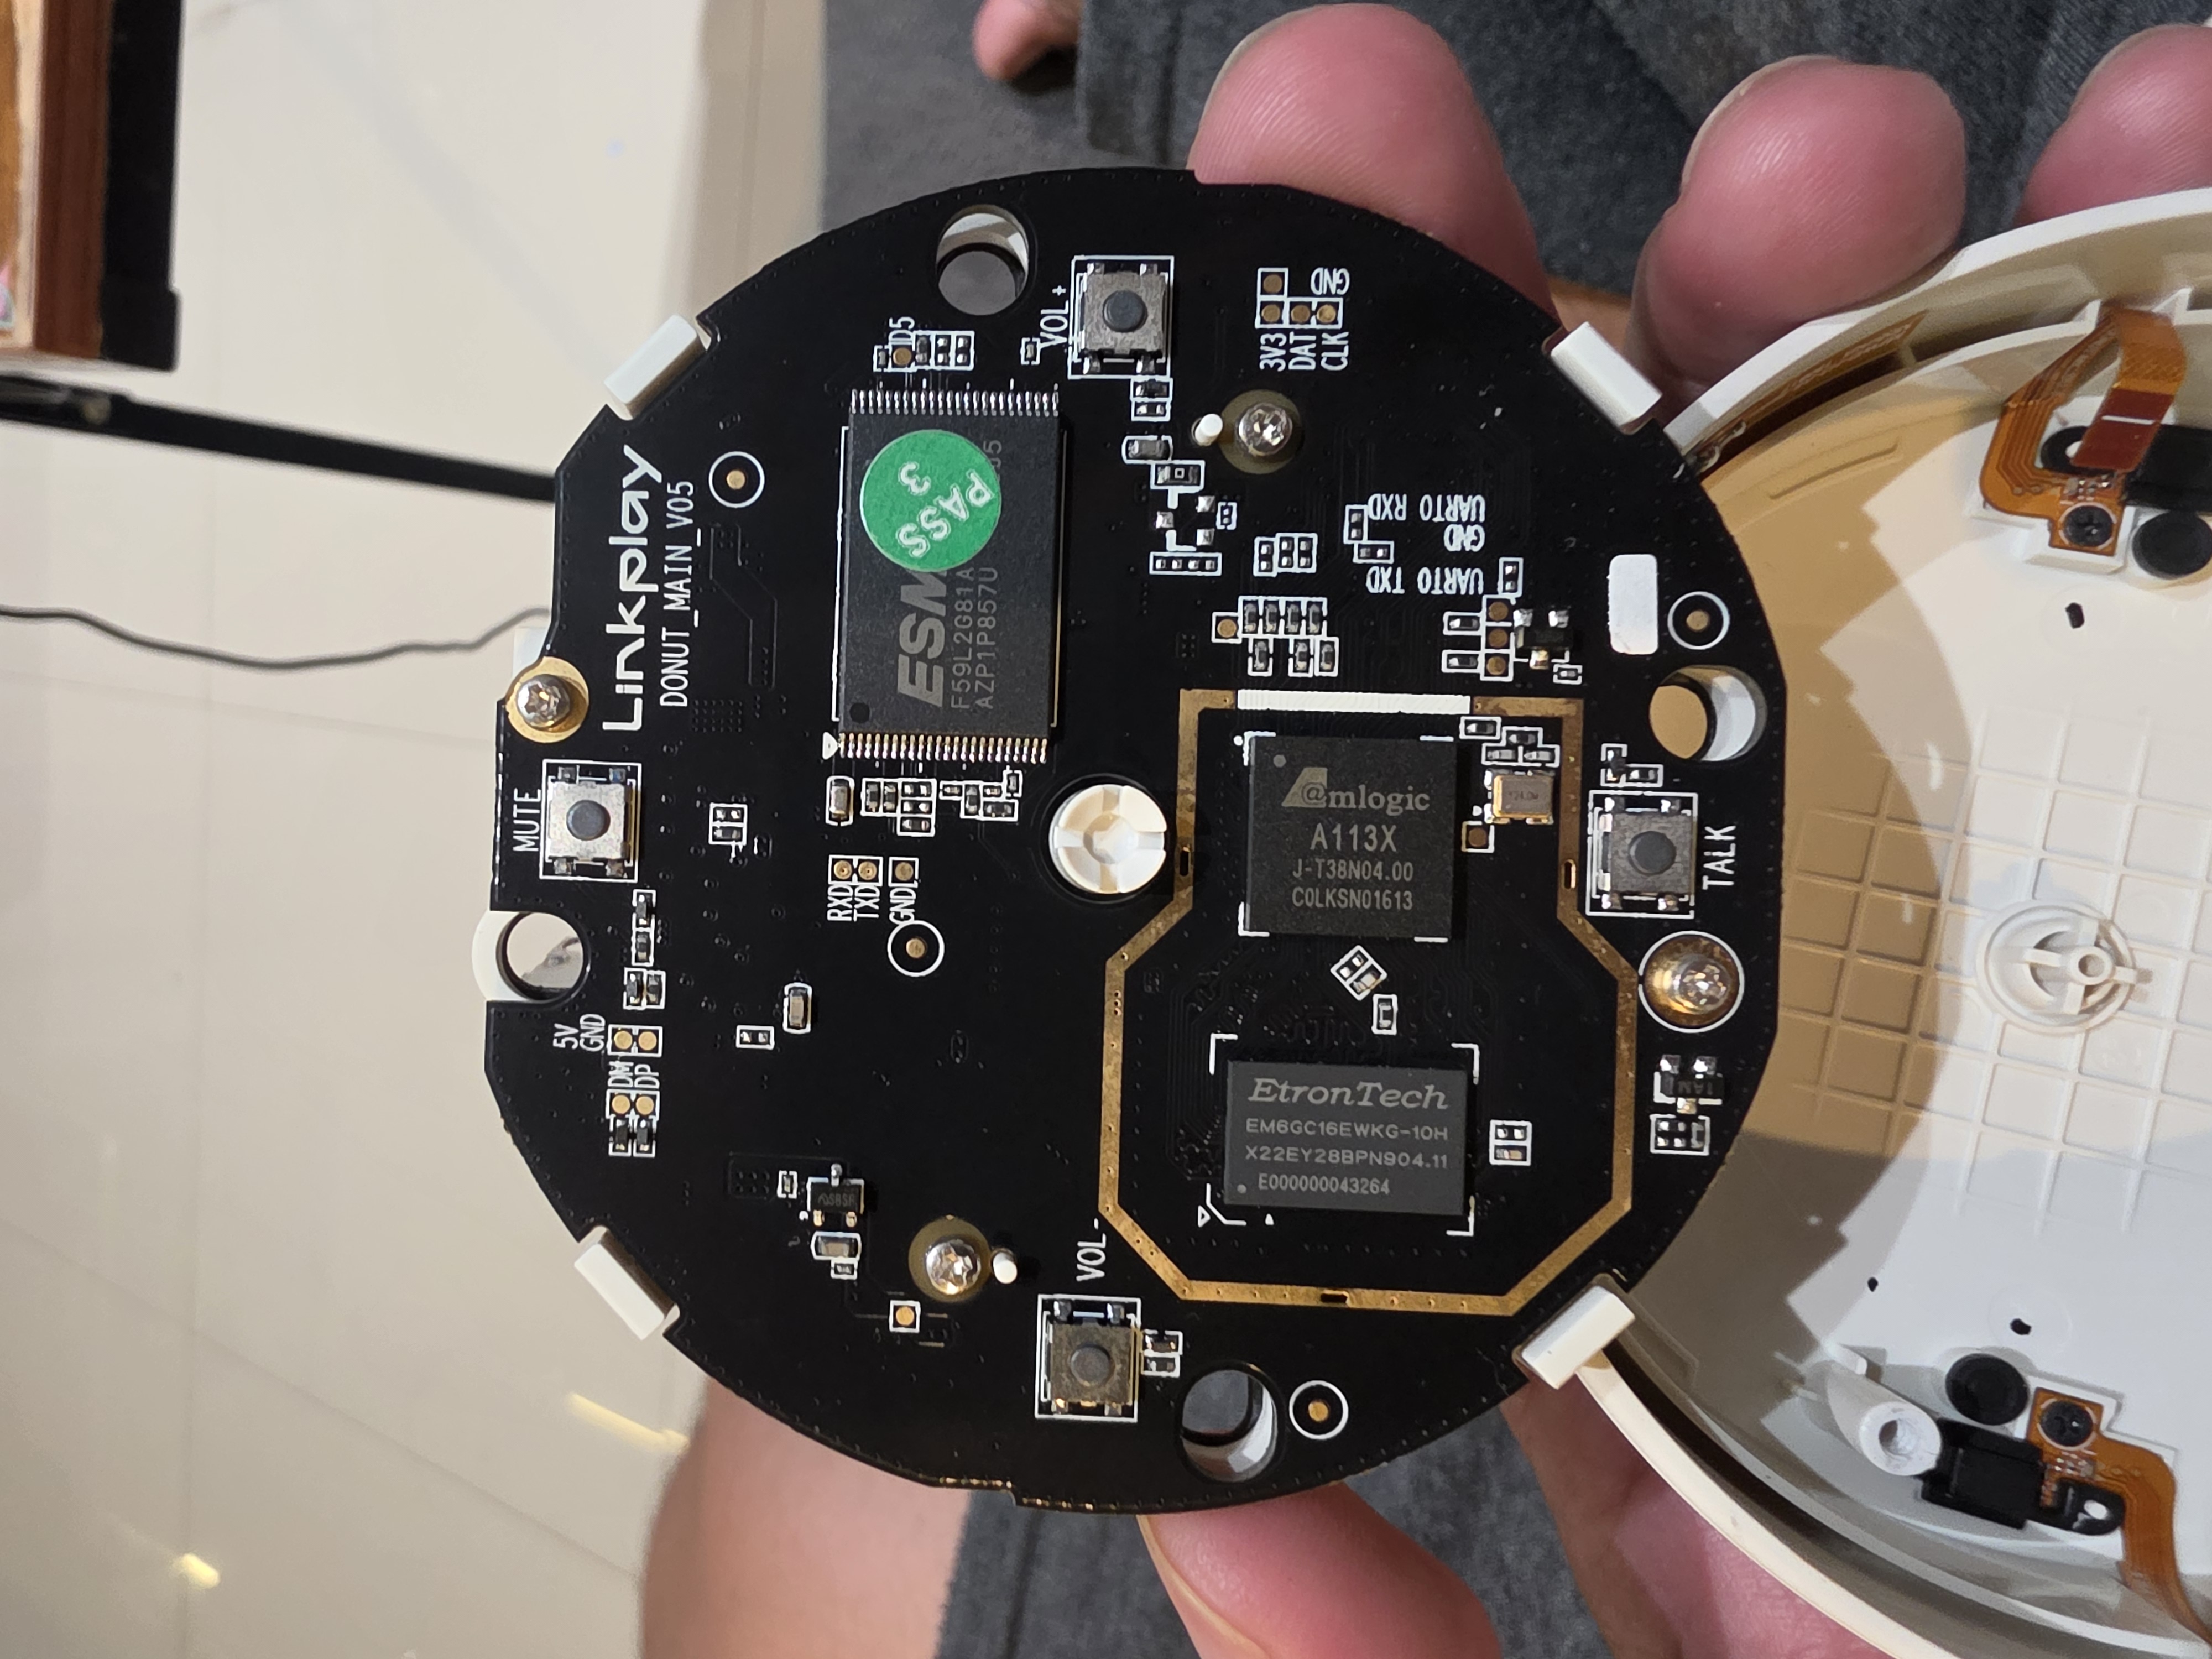 MUTE
5V
GND
DM
DP
Linkplay
DONUT_MAIN_V05
RXD
TXD
GND
ESM
F59L2G81A
AZP1P857U
PASS
3
D5
VOL+
VOL-
EtronTech
EM6GC16EWKG-10H
X22EY28BPN904.11
E00000043264
Amlogic
A113X
J-T38N04.00
C0LKSN01613
3V3
DAT
CLK
GND
UART0 TXD
GND
UART0 RXD
TALK